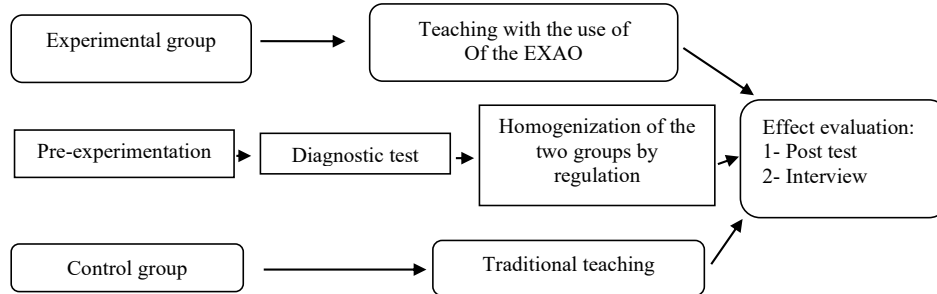 Experimental group
Teaching with the use of
Of the EXAO
Pre-experimentation
Diagnostic test
Homogenization of the
two groups by
regulation
Effect evaluation:
1- Post test
2- Interview
Control group
Traditional teaching